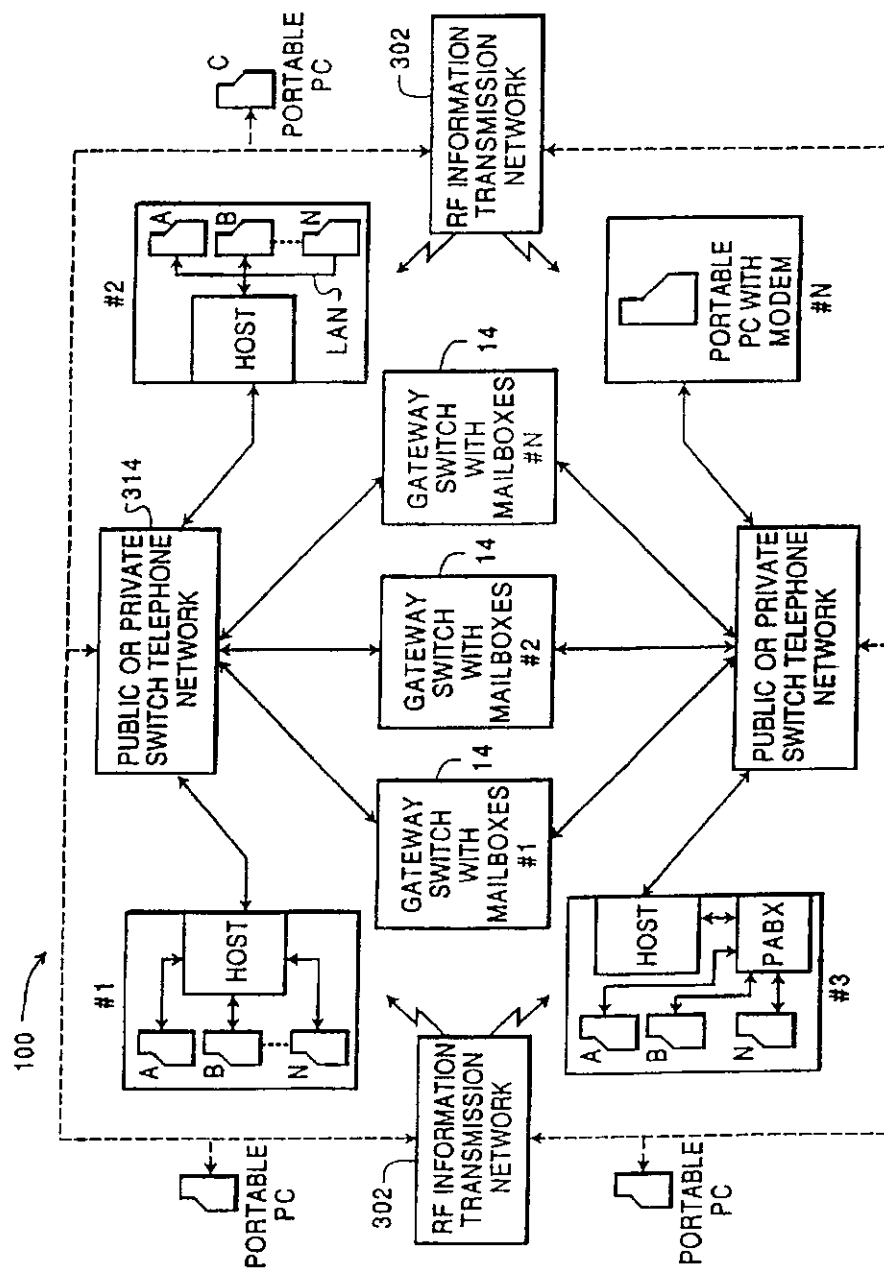 100
#1
A
B
N
HOST
PUBLIC OR PRIVATE
SWITCH TELEPHONE
NETWORK
314
#2
HOST
A
B
N
LAN
C
PORTABLE
PC
PORTABLE
PC
302
RF INFORMATION
TRANSMISSION
NETWORK
14
GATEWAY
SWITCH
WITH
MAILBOXES
#1
14
GATEWAY
SWITCH
WITH
MAILBOXES
#2
14
GATEWAY
SWITCH
WITH
MAILBOXES
#N
302
RF INFORMATION
TRANSMISSION
NETWORK
PORTABLE
PC
A
B
N
HOST
PABX
#3
PUBLIC OR PRIVATE
SWITCH TELEPHONE
NETWORK
PORTABLE
PC WITH
MODEM
#N